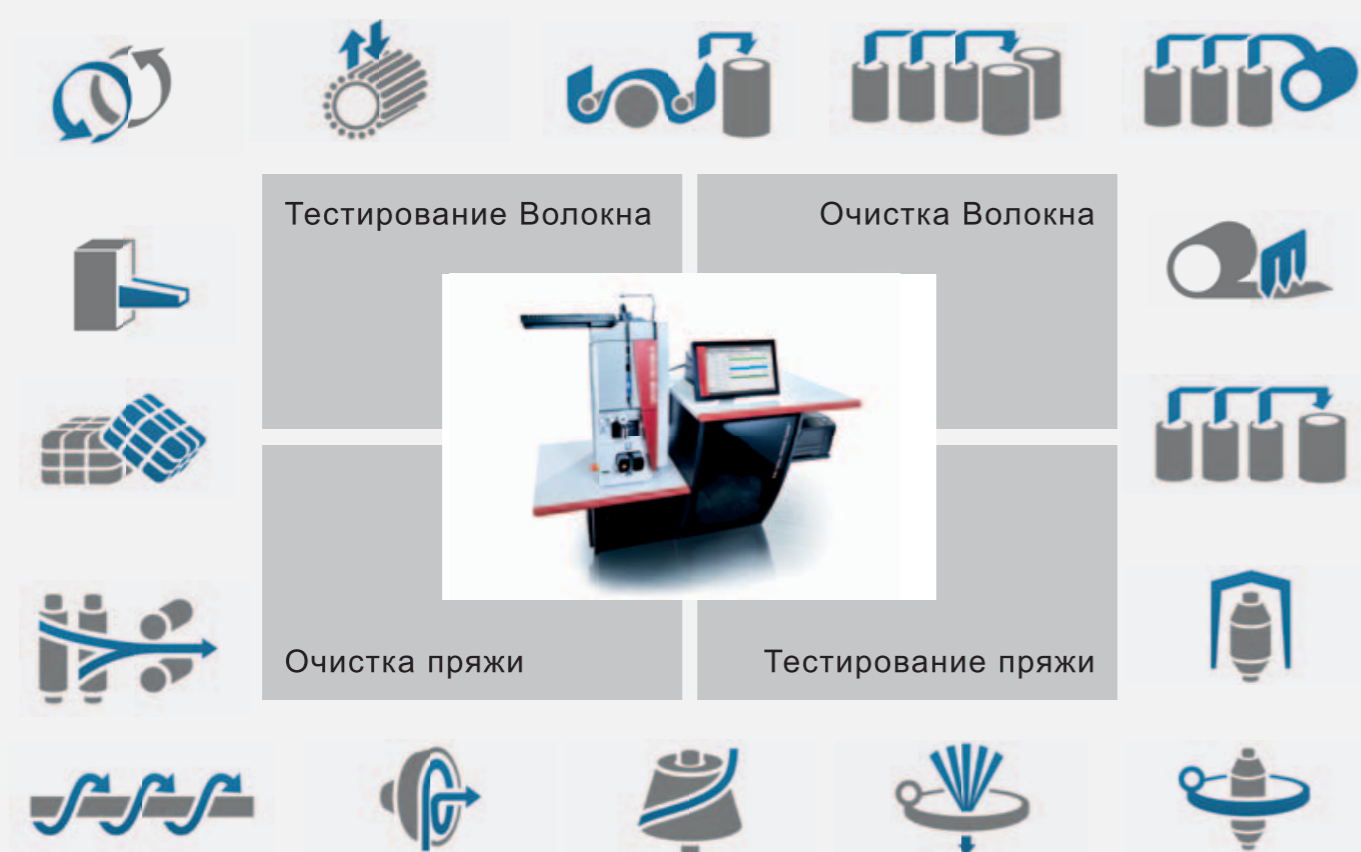 Тестирование Волокна
Очистка Волокна
Очистка пряжи
Тестирование пряжи